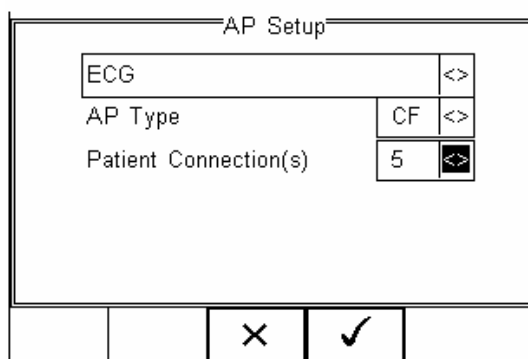 AP Setup
ECG <>
AP Type CF <>
Patient Connection(s) 5 <>